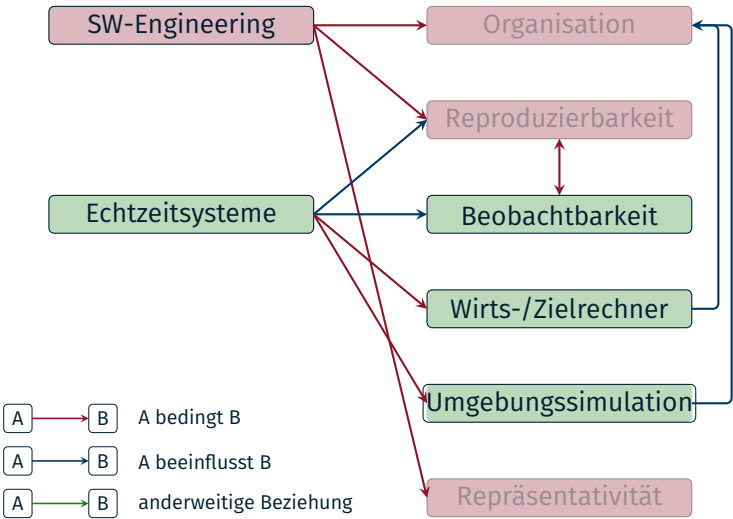 SW-Engineering
Organisation
Reproduzierbarkeit
Echtzeitsysteme
Beobachtbarkeit
Wirts-/Zielrechner
Umgebungssimulation
Repräsentativität
A B A bedingt B
A B A beeinflusst B
A B anderweitige Beziehung